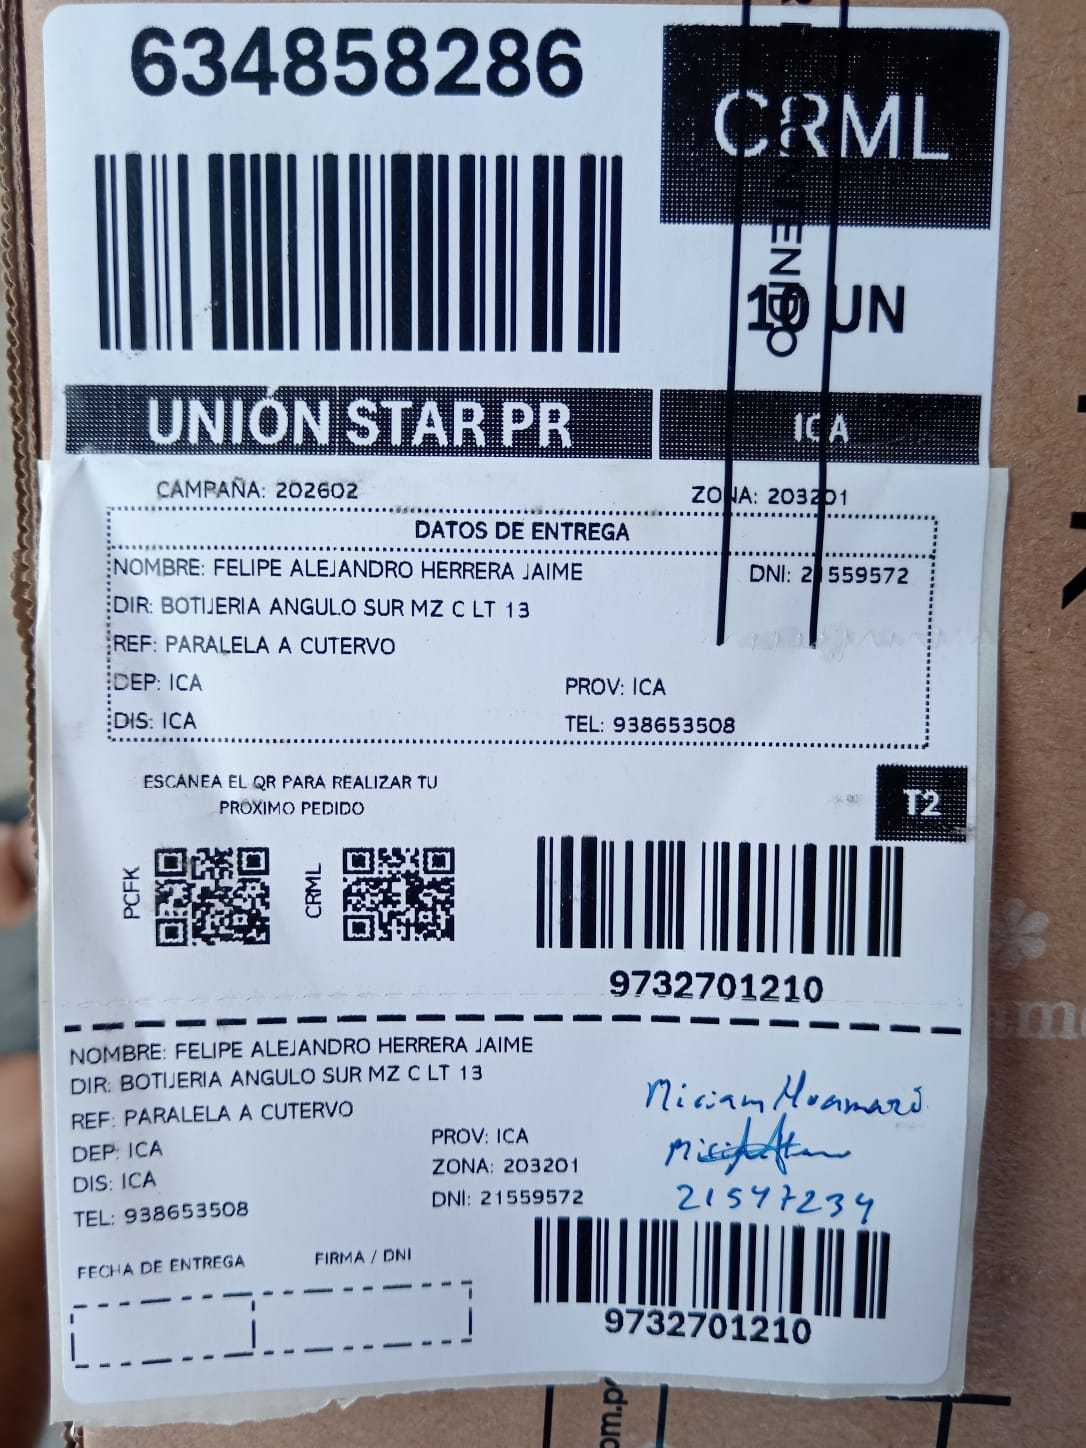 634858286
CRML
CONTENIDO
10 UN
UNIÓN STAR PR
ICA
CAMPAÑA: 202602
ZONA: 203201
DATOS DE ENTREGA
NOMBRE: FELIPE ALEJANDRO HERRERA JAIME
DNI: 21559572
DIR: BOTIJERIA ANGULO SUR MZ C LT 13
REF: PARALELA A CUTERVO
DEP: ICA
PROV: ICA
DIS: ICA
TEL: 938653508
ESCANEA EL QR PARA REALIZAR TU
PROXIMO PEDIDO
T2
PCFK
CRML
9732701210
NOMBRE: FELIPE ALEJANDRO HERRERA JAIME
DIR: BOTIJERIA ANGULO SUR MZ C LT 13
REF: PARALELA A CUTERVO
DEP: ICA
PROV: ICA
DIS: ICA
ZONA: 203201
TEL: 938653508
DNI: 21559572
Miriam Huamaní
21547234
FECHA DE ENTREGA
FIRMA / DNI
9732701210